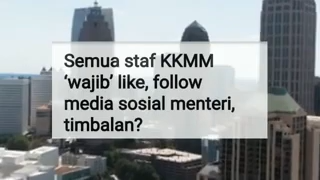 Semua staf KKMM
‘wajib’ like, follow
media sosial menteri,
timbalan?